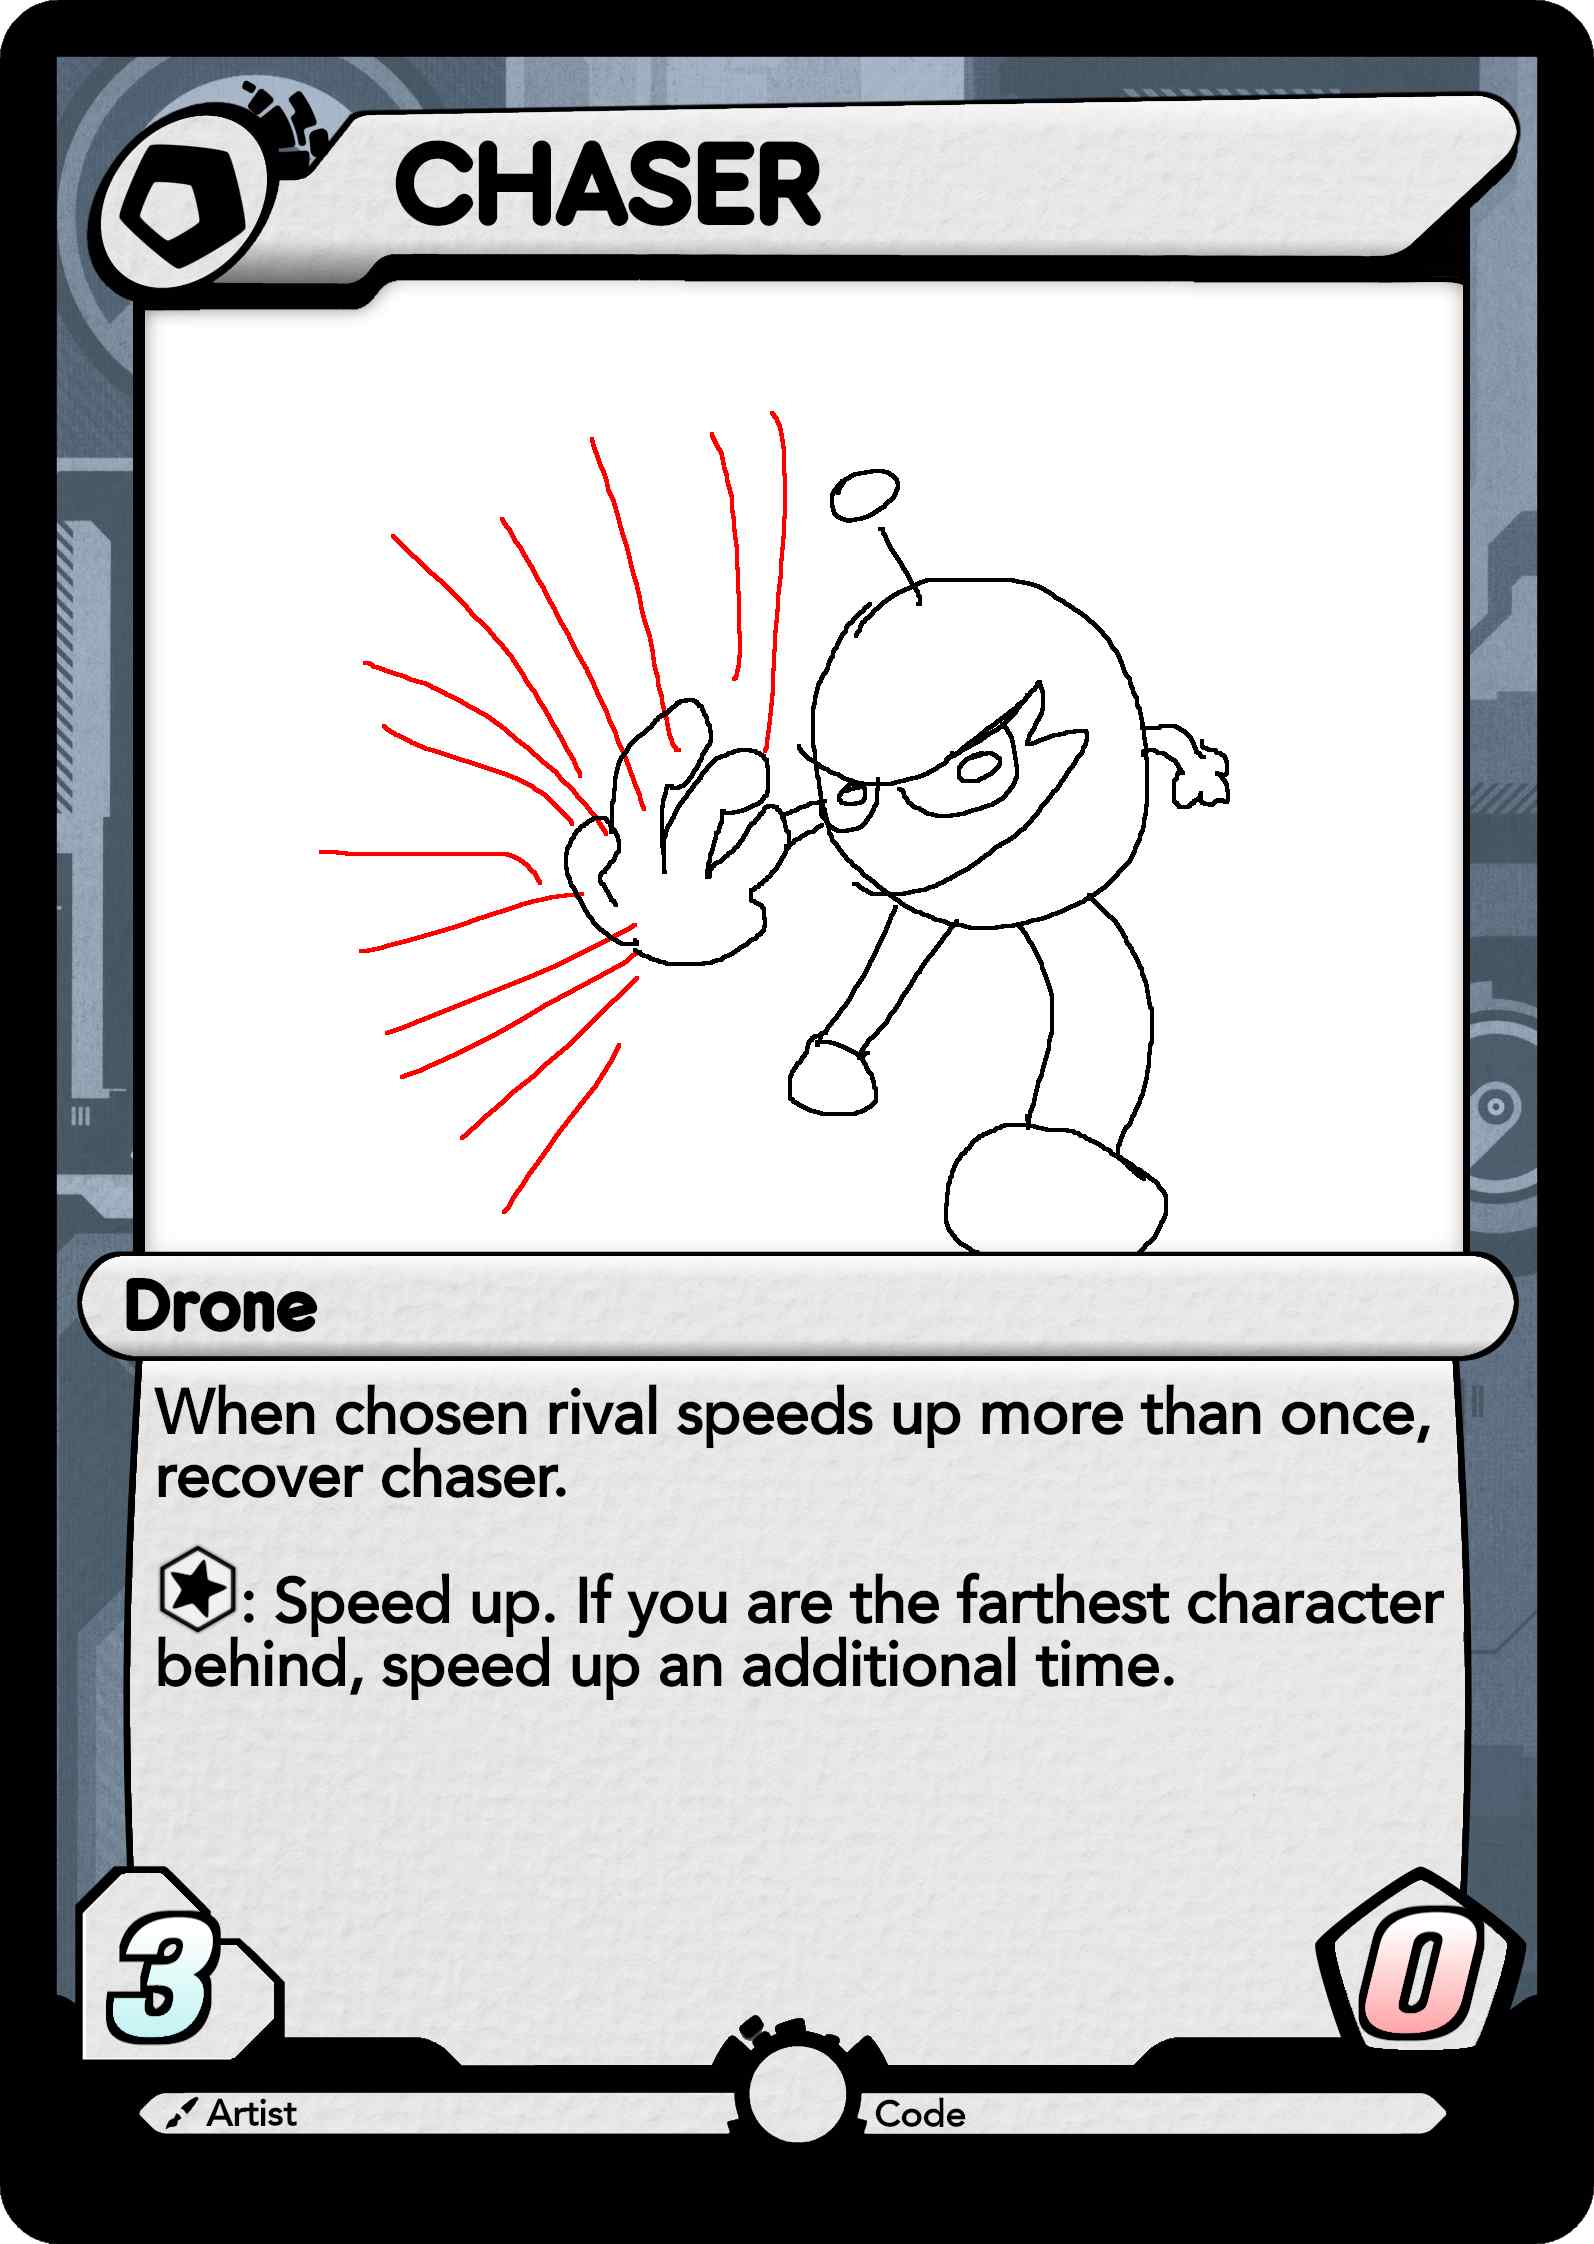 CHASER
Drone
When chosen rival speeds up more than once,
recover chaser.
: Speed up. If you are the farthest character
behind, speed up an additional time.
3
0
Artist
Code